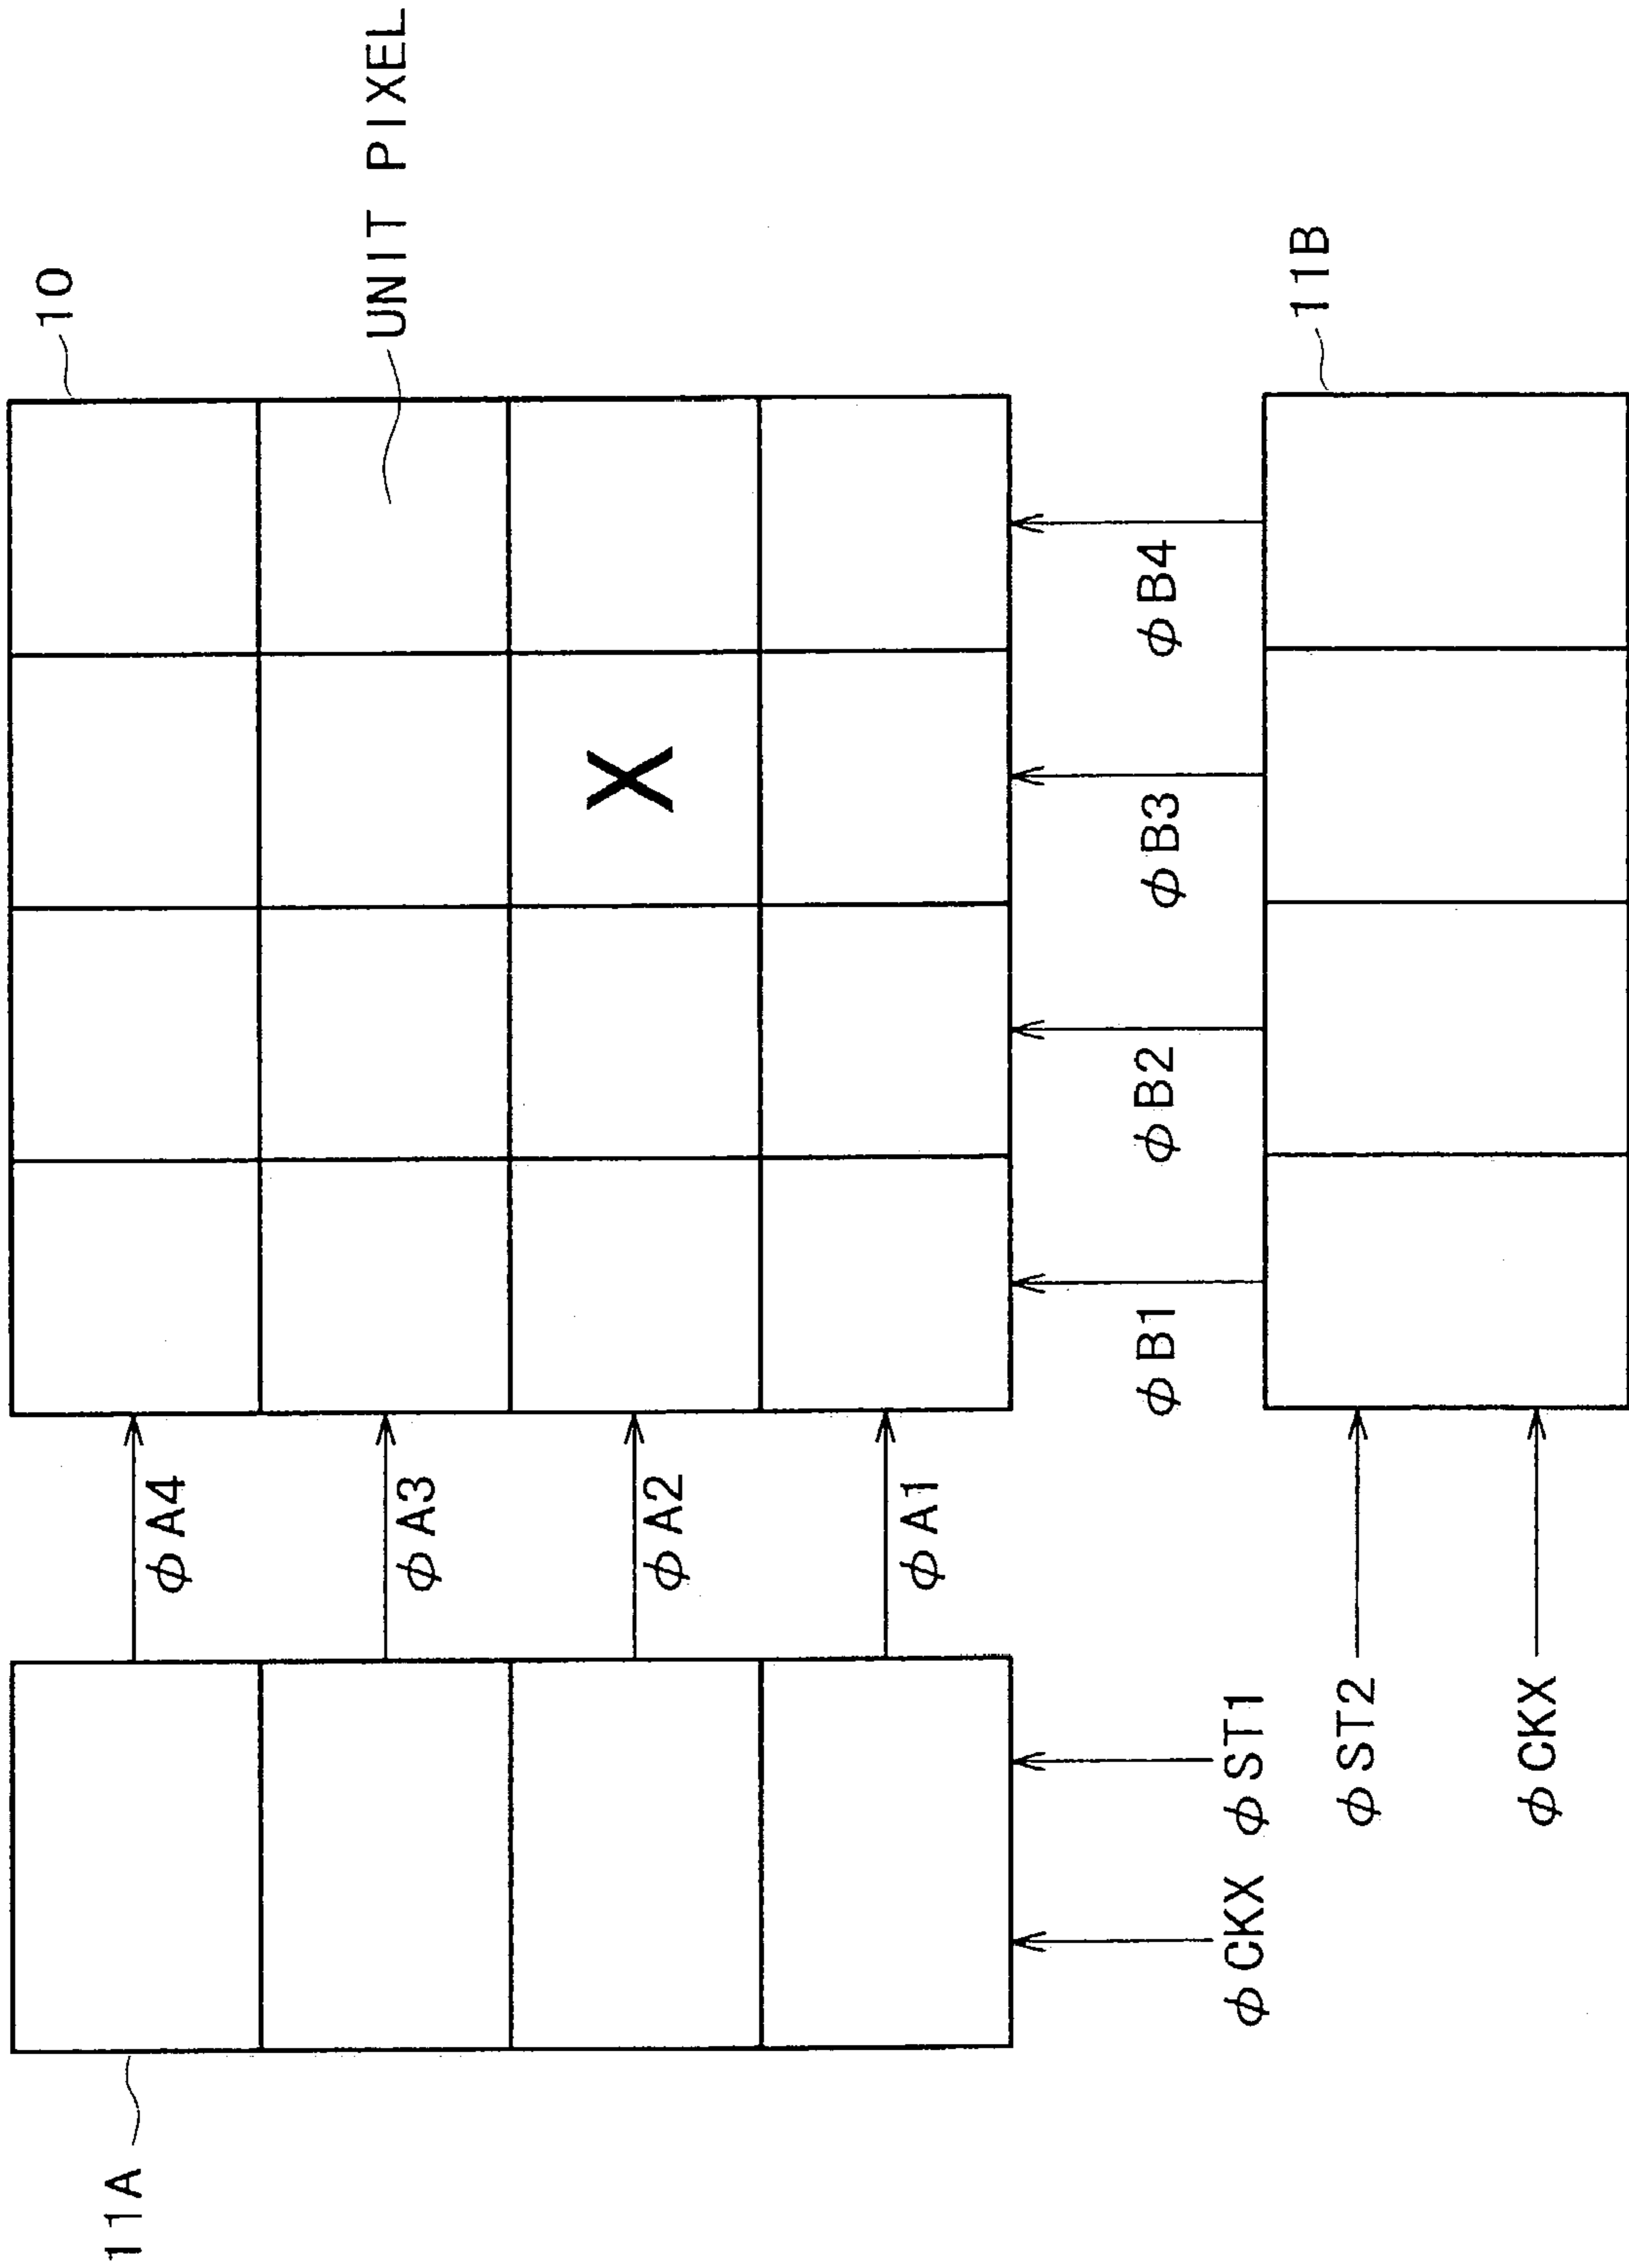 10
11A
φA4
UNIT PIXEL
φA3
X
φA2
φA1
φB1 φB2 φB3 φB4
φCKX φST1
11B
φST2
φCKX